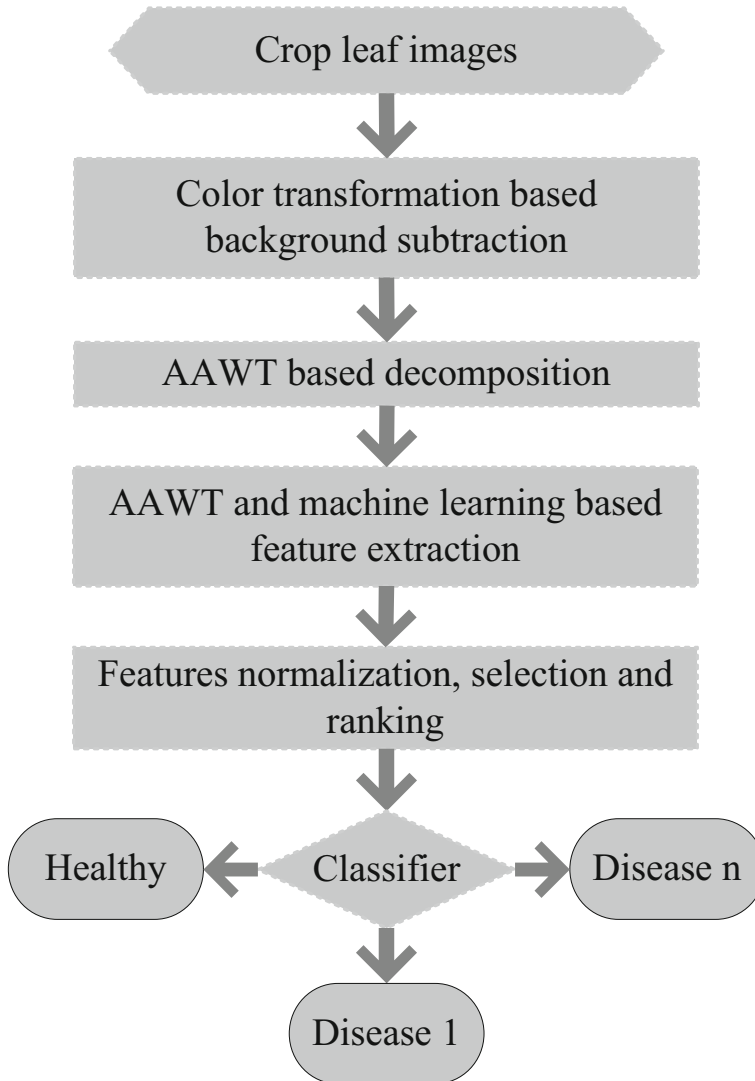 Crop leaf images
Color transformation based
background subtraction
AAWT based decomposition
AAWT and machine learning based
feature extraction
Features normalization, selection and
ranking
Healthy
Classifier
Disease n
Disease 1